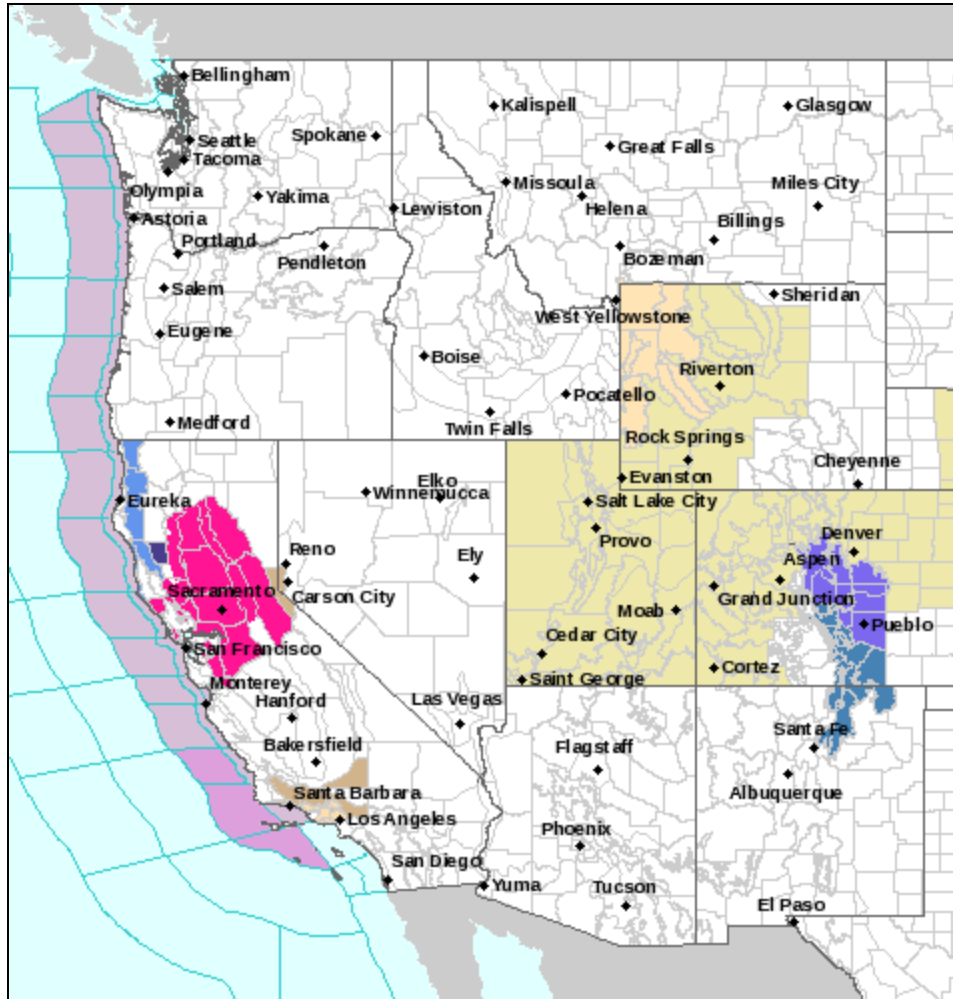 Bellingham
Kalispell
Glasgow
Seattle
Spokane
Great Falls
Tacoma
Olympia
Missoula
Miles City
Yakima
Helena
Lewiston
Astoria
Billings
Portland
Pendleton
Bozeman
Salem
Sheridan
West Yellowstone
Eugene
Boise
Riverton
Pocatello
Medford
Twin Falls
Rock Springs
Cheyenne
Elko
Evanston
Winnemucca
Eureka
Salt Lake City
Provo
Denver
Reno
Ely
Aspen
Sacramento
Carson City
Grand Junction
Moab
Pueblo
Cedar City
San Francisco
Cortez
Saint George
Monterey
Hanford
Las Vegas
Santa Fe
Bakersfield
Flagstaff
Santa Barbara
Albuquerque
Los Angeles
Phoenix
San Diego
Yuma
Tucson
El Paso